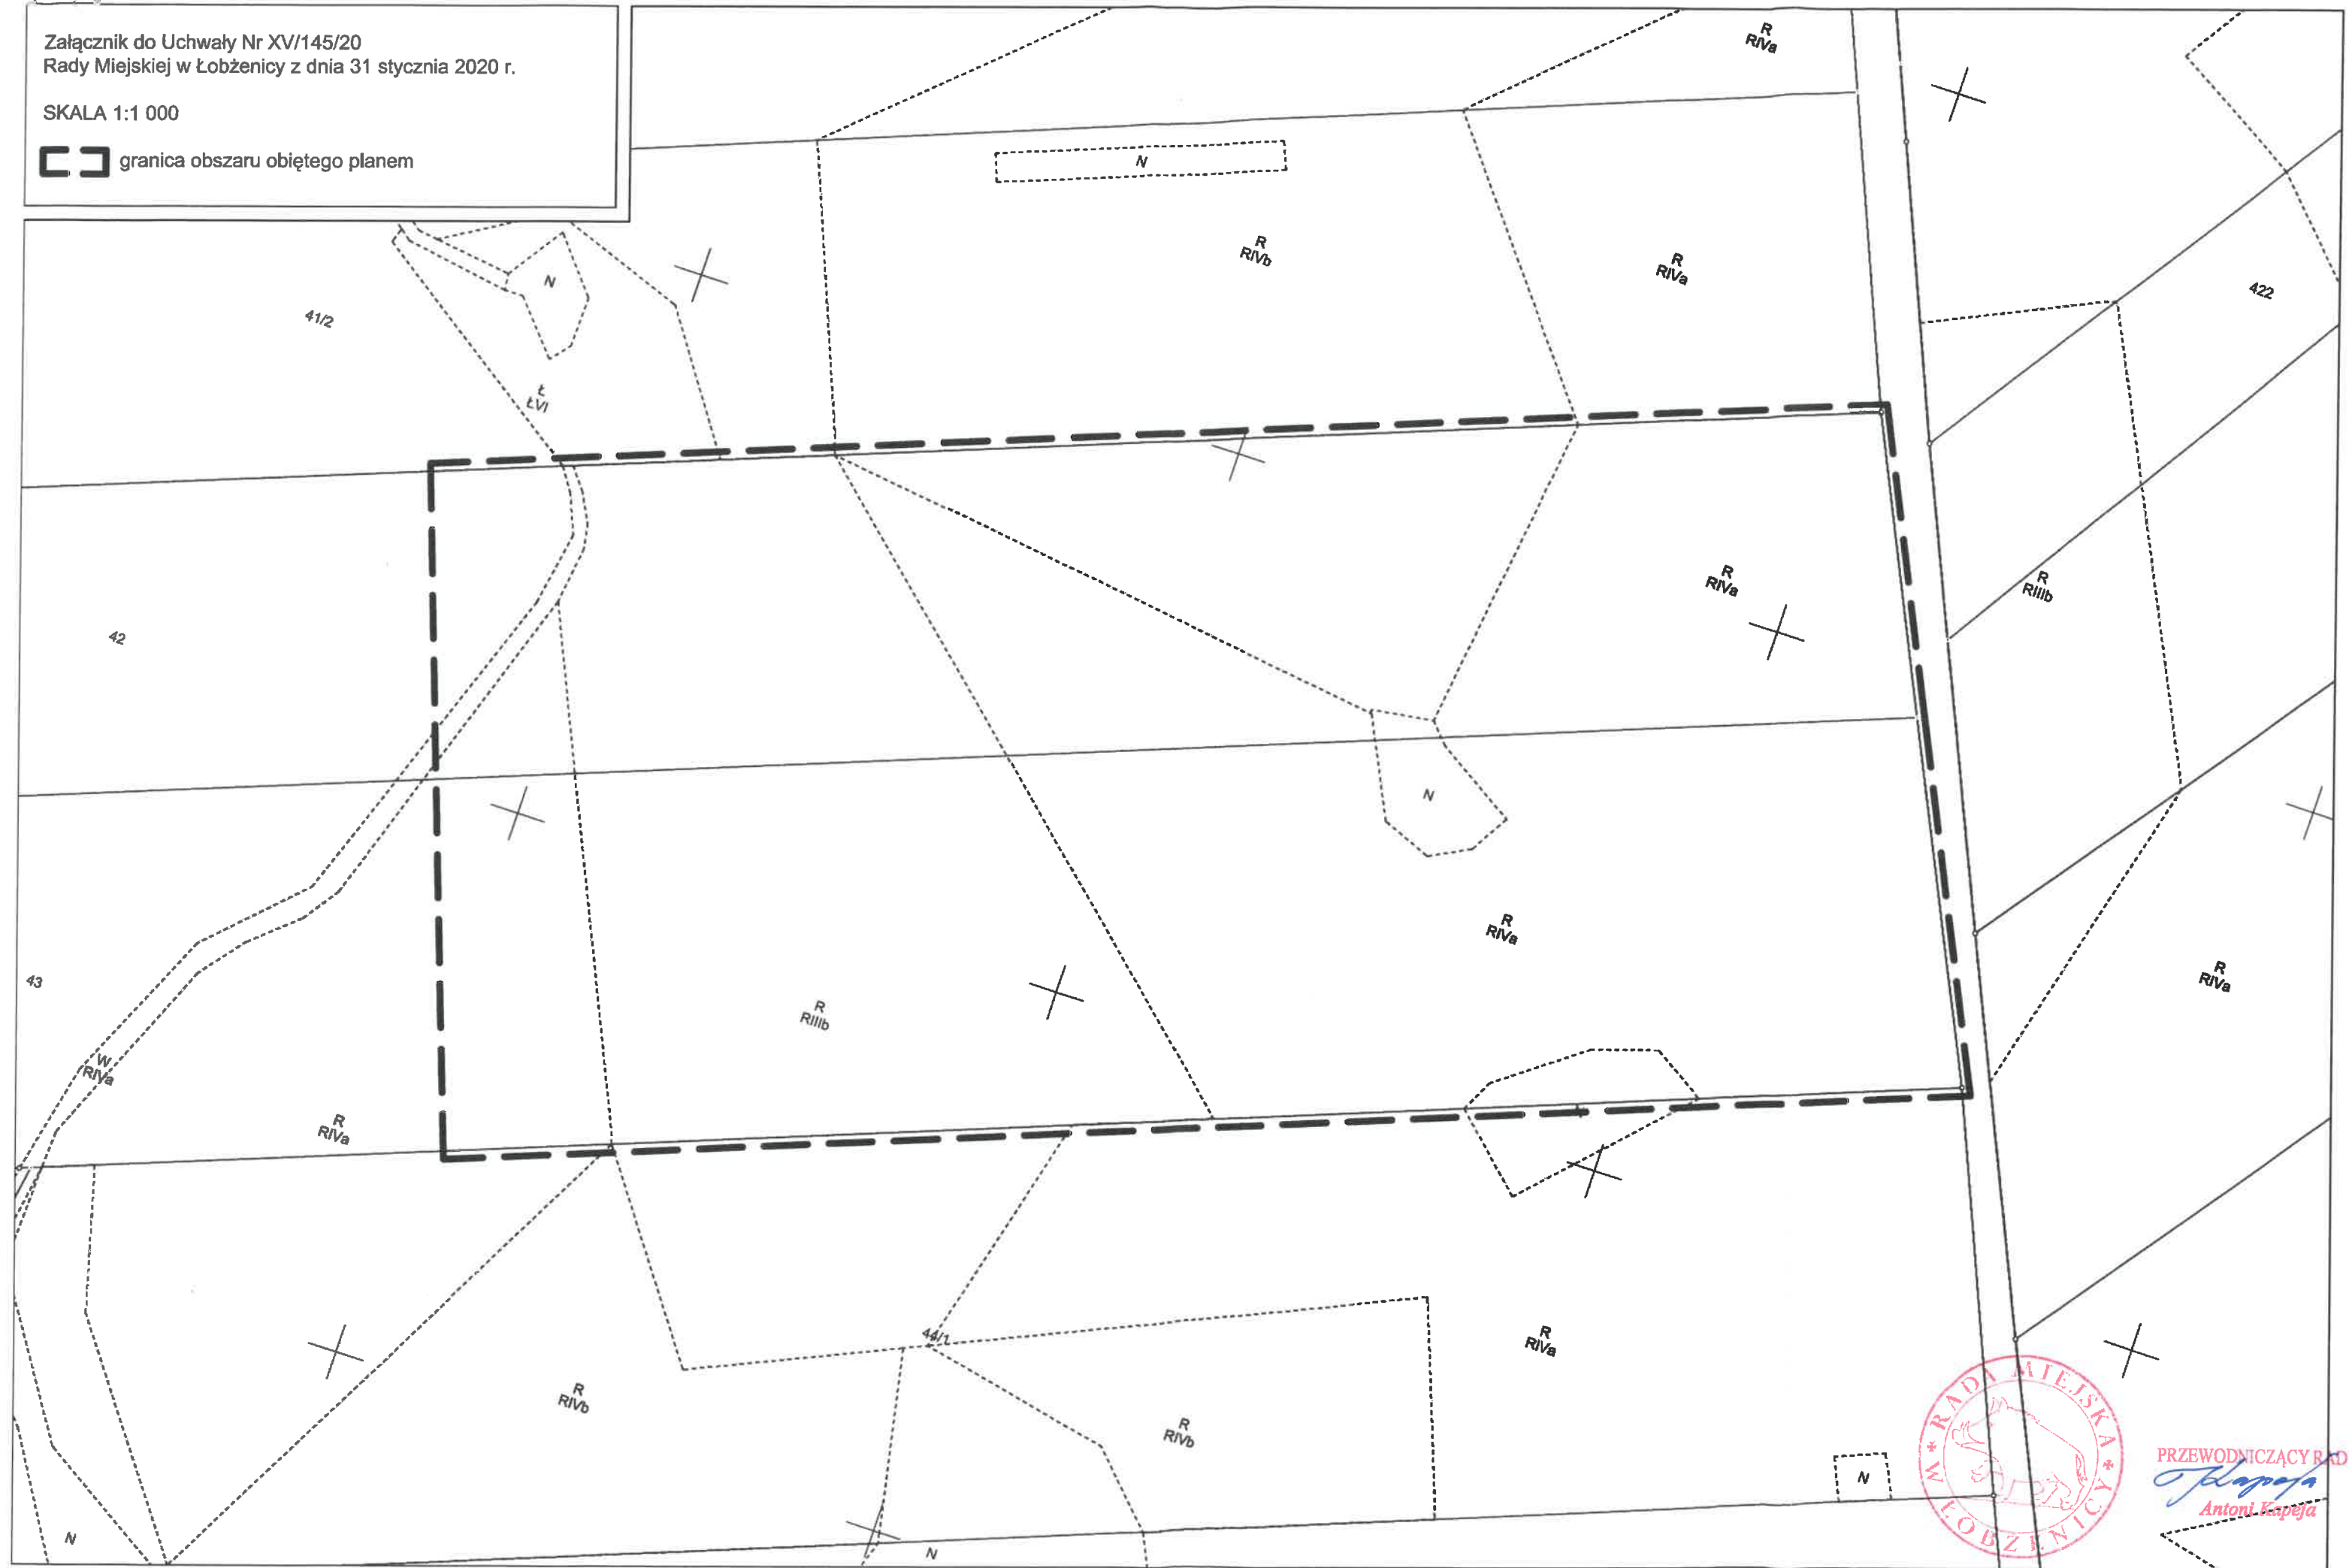 Załącznik do Uchwały Nr XV/145/20
Rady Miejskiej w Łobżenicy z dnia 31 stycznia 2020 r.
SKALA 1:1 000
granica obszaru obiętego planem
R
RIVa
N
R
RIVb
R
RIVa
N
41/2
422
Ł
ŁVI
R
RIVa
R
RIIIb
42
N
R
RIVa
43
R
RIVa
R
RIIIb
W
RIVa
R
RIVa
44/1
R
RIVa
R
RIVb
R
RIVb
N
N
N
RADA MIEJSKA
W ŁOBŻENICY
PRZEWODNICZĄCY RAD
Antoni Kapeja